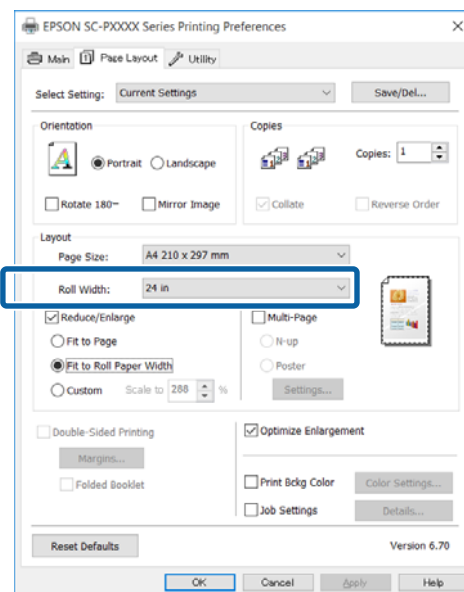 EPSON SC-PXXXX Series Printing Preferences
Main Page Layout Utility
Select Setting: Current Settings Save/Del...
Orientation Copies
Portrait Landscape Copies: 1
Rotate 180° Mirror Image Collate Reverse Order
Layout
Page Size: A4 210 x 297 mm
Roll Width: 24 in
Reduce/Enlarge Multi-Page
Fit to Page N-up
Fit to Roll Paper Width Poster
Custom Scale to 288 % Settings...
Double-Sided Printing Optimize Enlargement
Margins...
Folded Booklet Print Bckg Color Color Settings...
Job Settings Details...
Reset Defaults Version 6.70
OK Cancel Apply Help